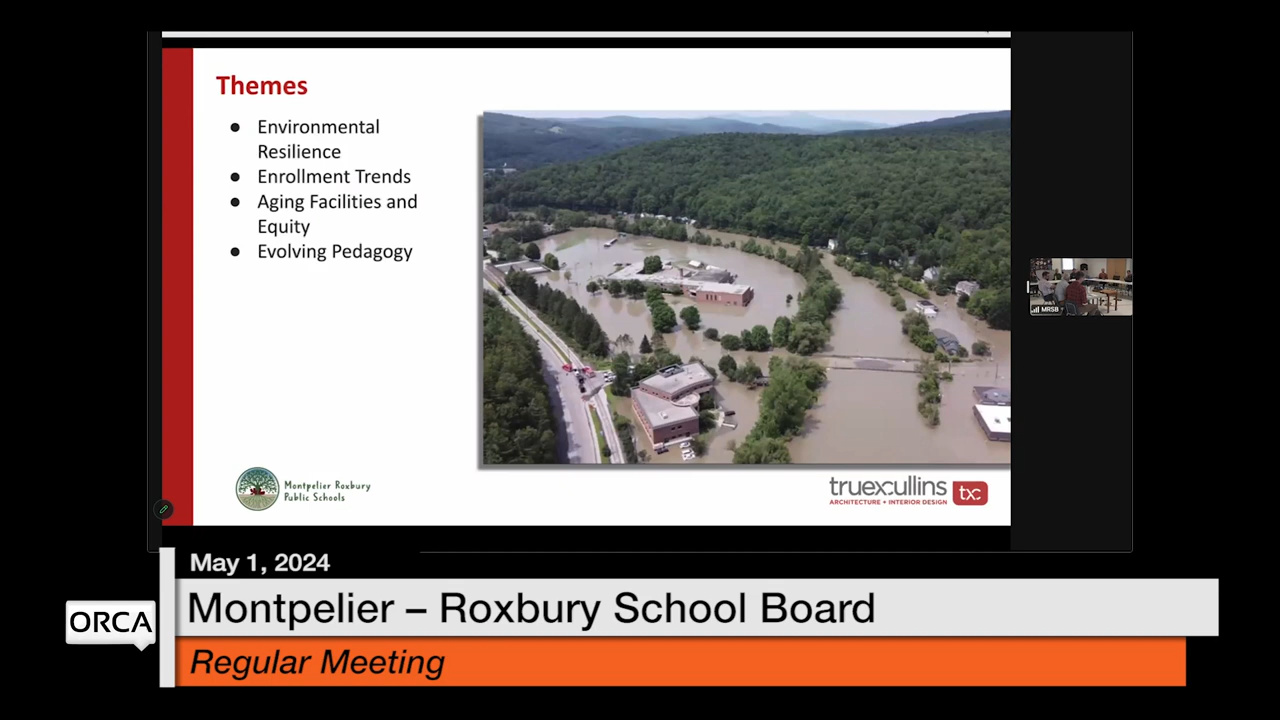 Themes
● Environmental
Resilience
● Enrollment Trends
● Aging Facilities and
Equity
● Evolving Pedagogy
Montpelier Roxbury
Public Schools
truexcullins
ARCHITECTURE + INTERIOR DESIGN
txc
MRSB
May 1, 2024
ORCA
Montpelier – Roxbury School Board
Regular Meeting